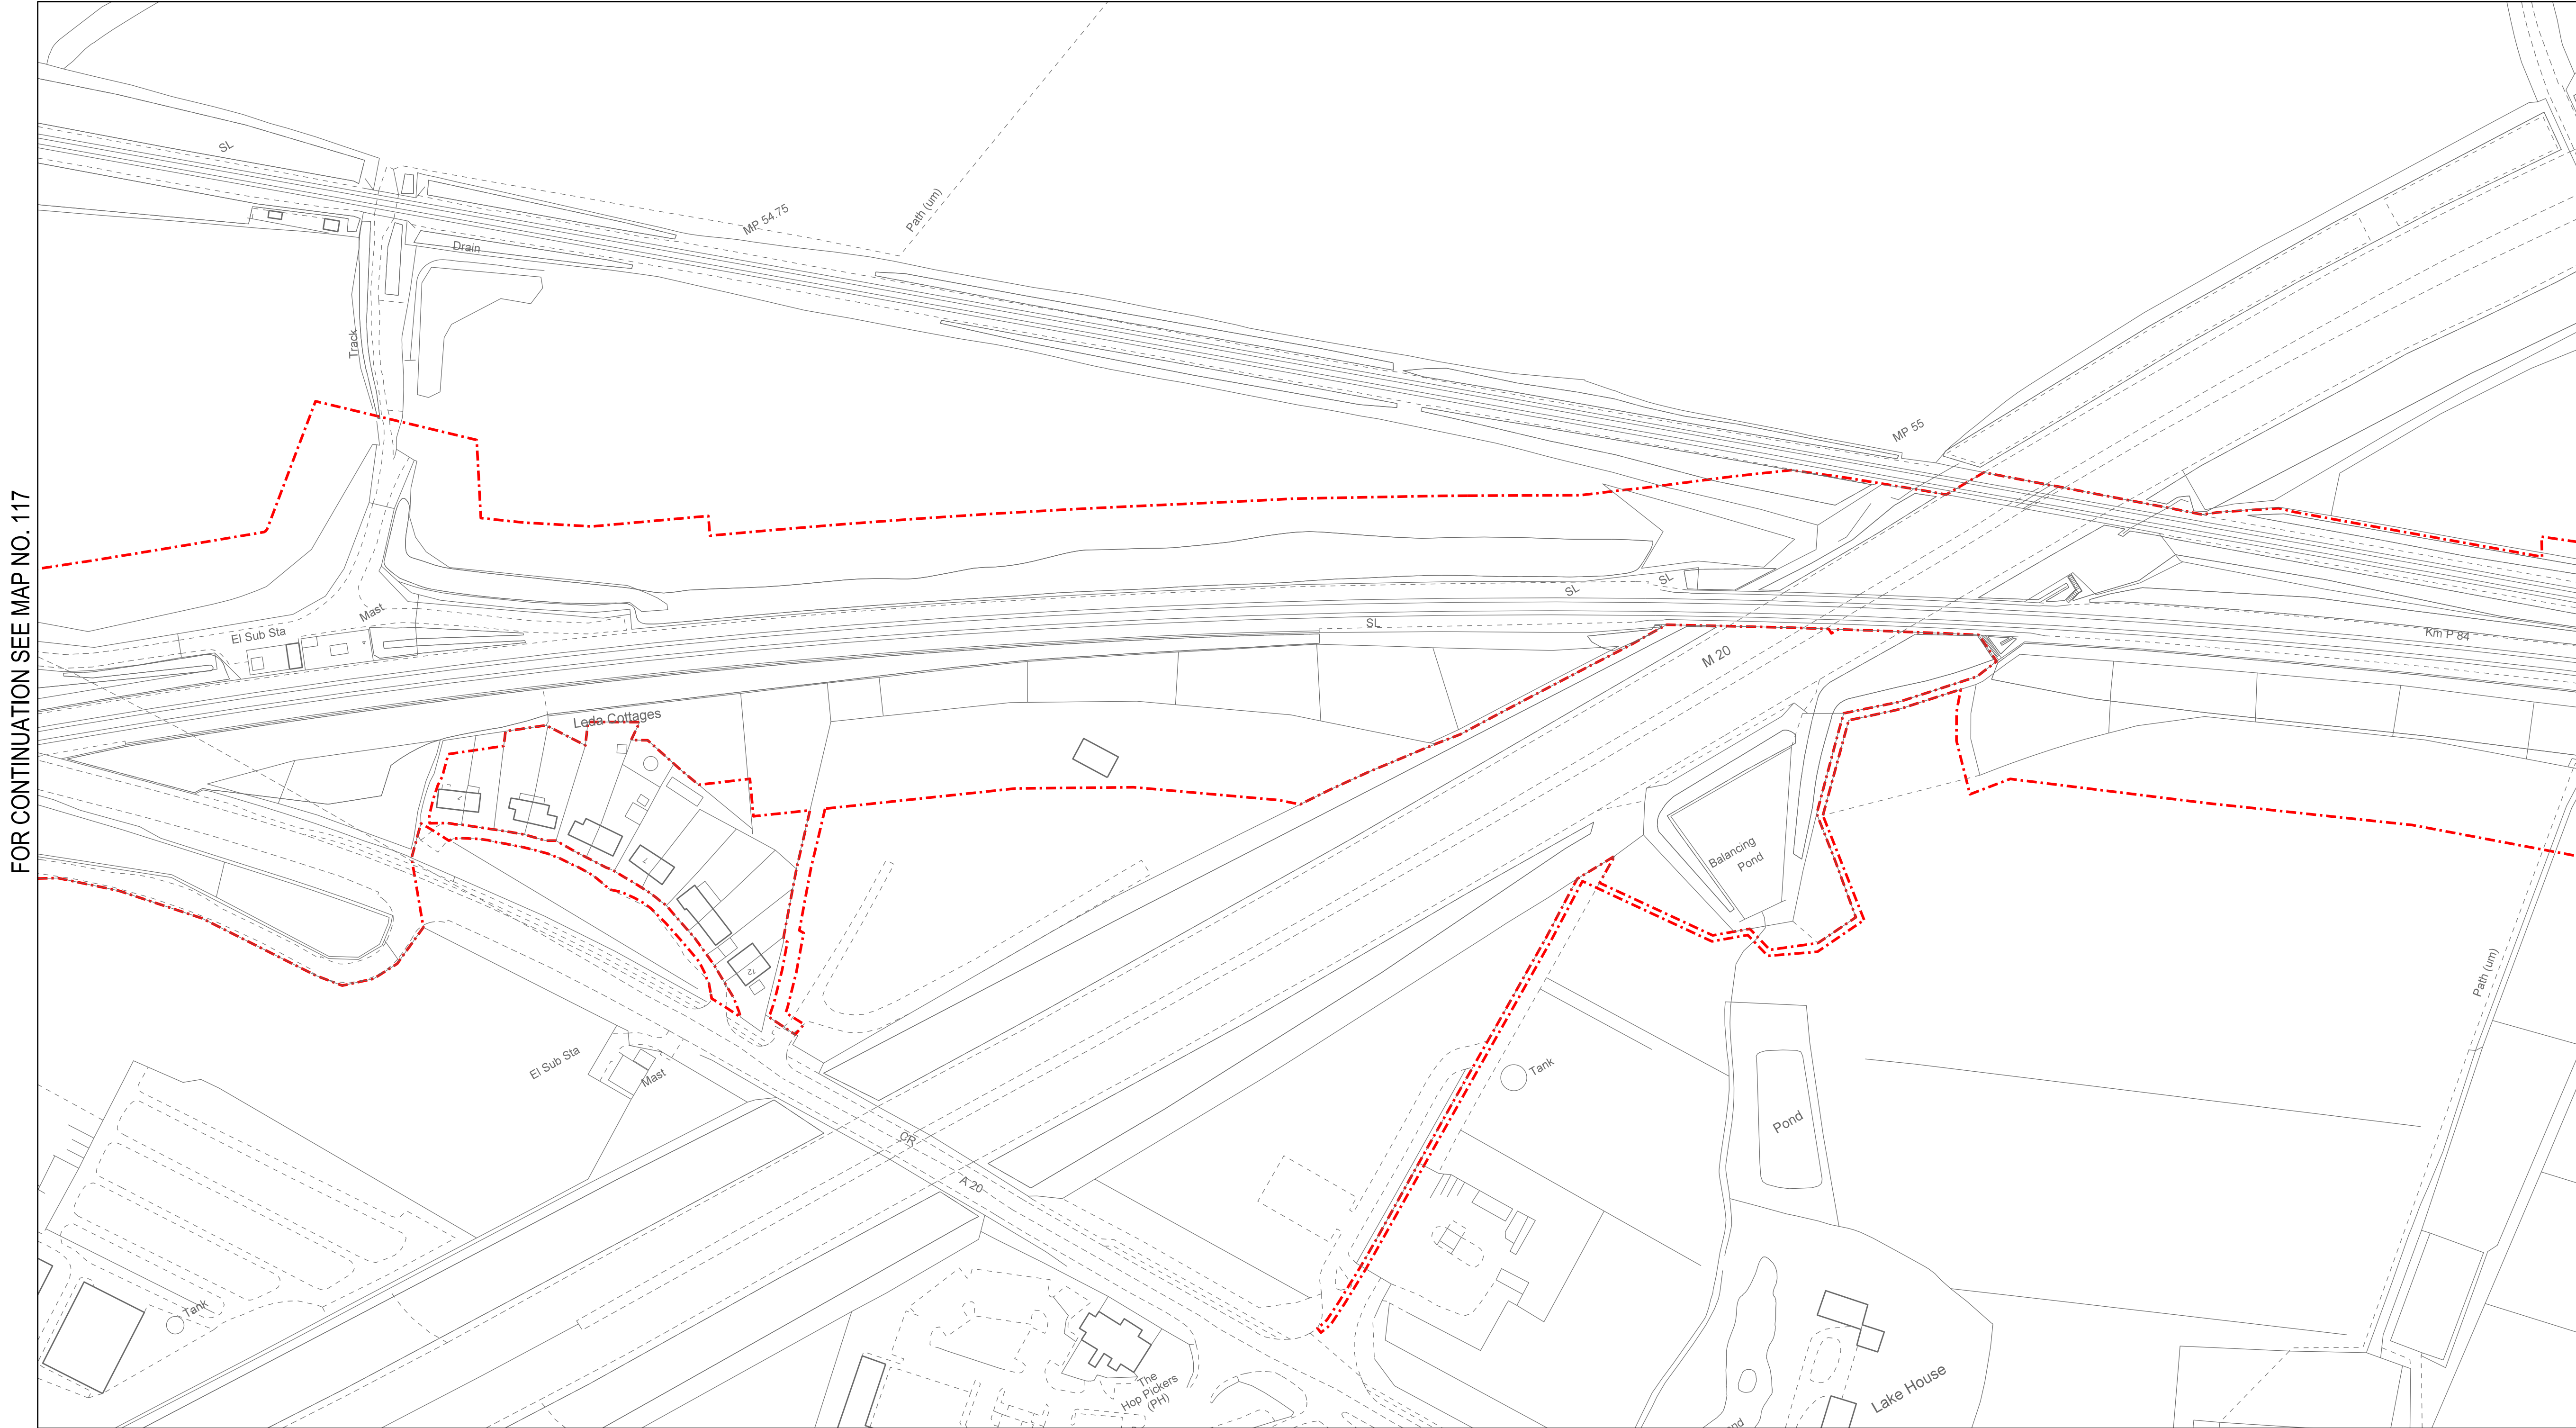 FOR CONTINUATION SEE MAP NO. 117
SL
MP 54.75
Path (um)
Drain
Track
MP 55
Mast
El Sub Sta
SL
SL
SL
M 20
Km P 84
Leda Cottages
7
12
Balancing
Pond
Path (um)
El Sub Sta
Mast
Tank
Pond
CR
A 20
Tank
The
Hop Pickers
(PH)
Lake House